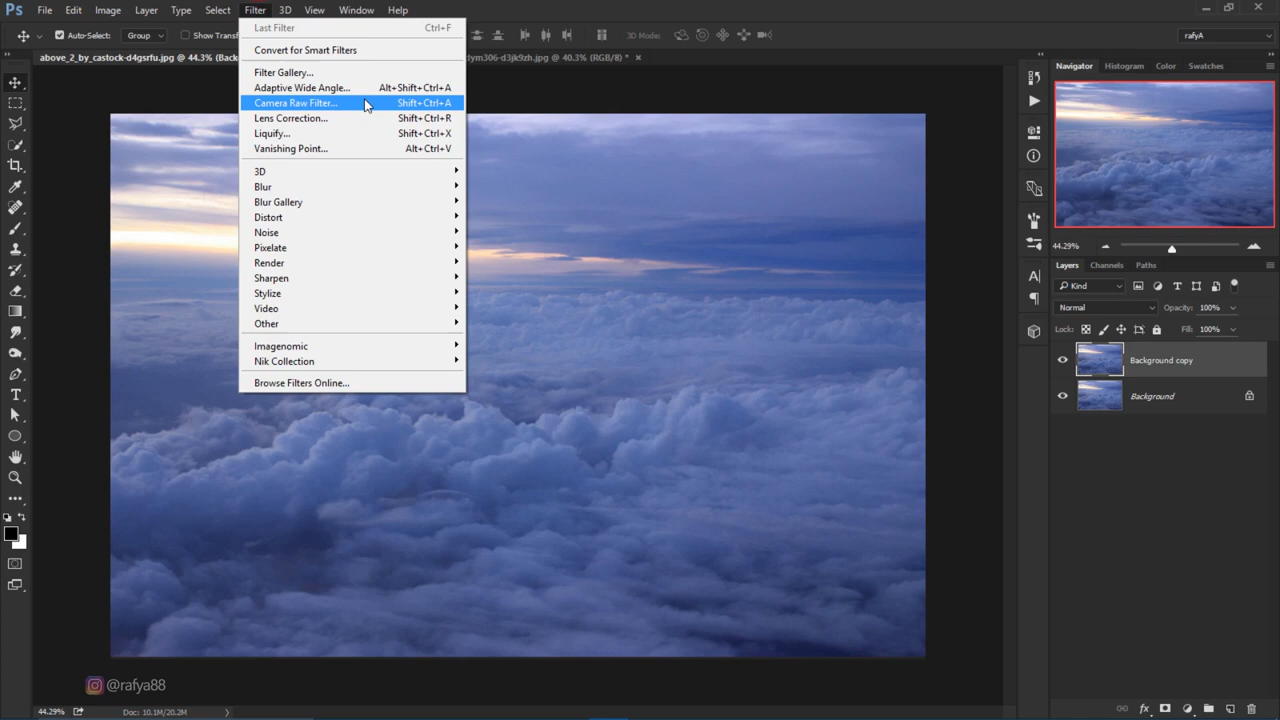 Ps File Edit Image Layer Type Select Filter 3D View Window Help
Auto-Select: Group Show Transf 3D Mode: rafyA
above_2_by_castock-d4gsrfu.jpg @ 44.3% (Back dym306-d3jk9zh.jpg @ 40.3% (RGB/8) *
Last Filter Ctrl+F
Convert for Smart Filters
Filter Gallery...
Adaptive Wide Angle... Alt+Shift+Ctrl+A
Camera Raw Filter... Shift+Ctrl+A
Lens Correction... Shift+Ctrl+R
Liquify... Shift+Ctrl+X
Vanishing Point... Alt+Ctrl+V
3D
Blur
Blur Gallery
Distort
Noise
Pixelate
Render
Sharpen
Stylize
Video
Other
Imagenomic
Nik Collection
Browse Filters Online...
Navigator Histogram Color Swatches
44.29%
Layers Channels Paths
Kind
Normal Opacity: 100%
Lock: Fill: 100%
Background copy
Background
@rafya88
44.29% Doc: 10.1M/20.2M